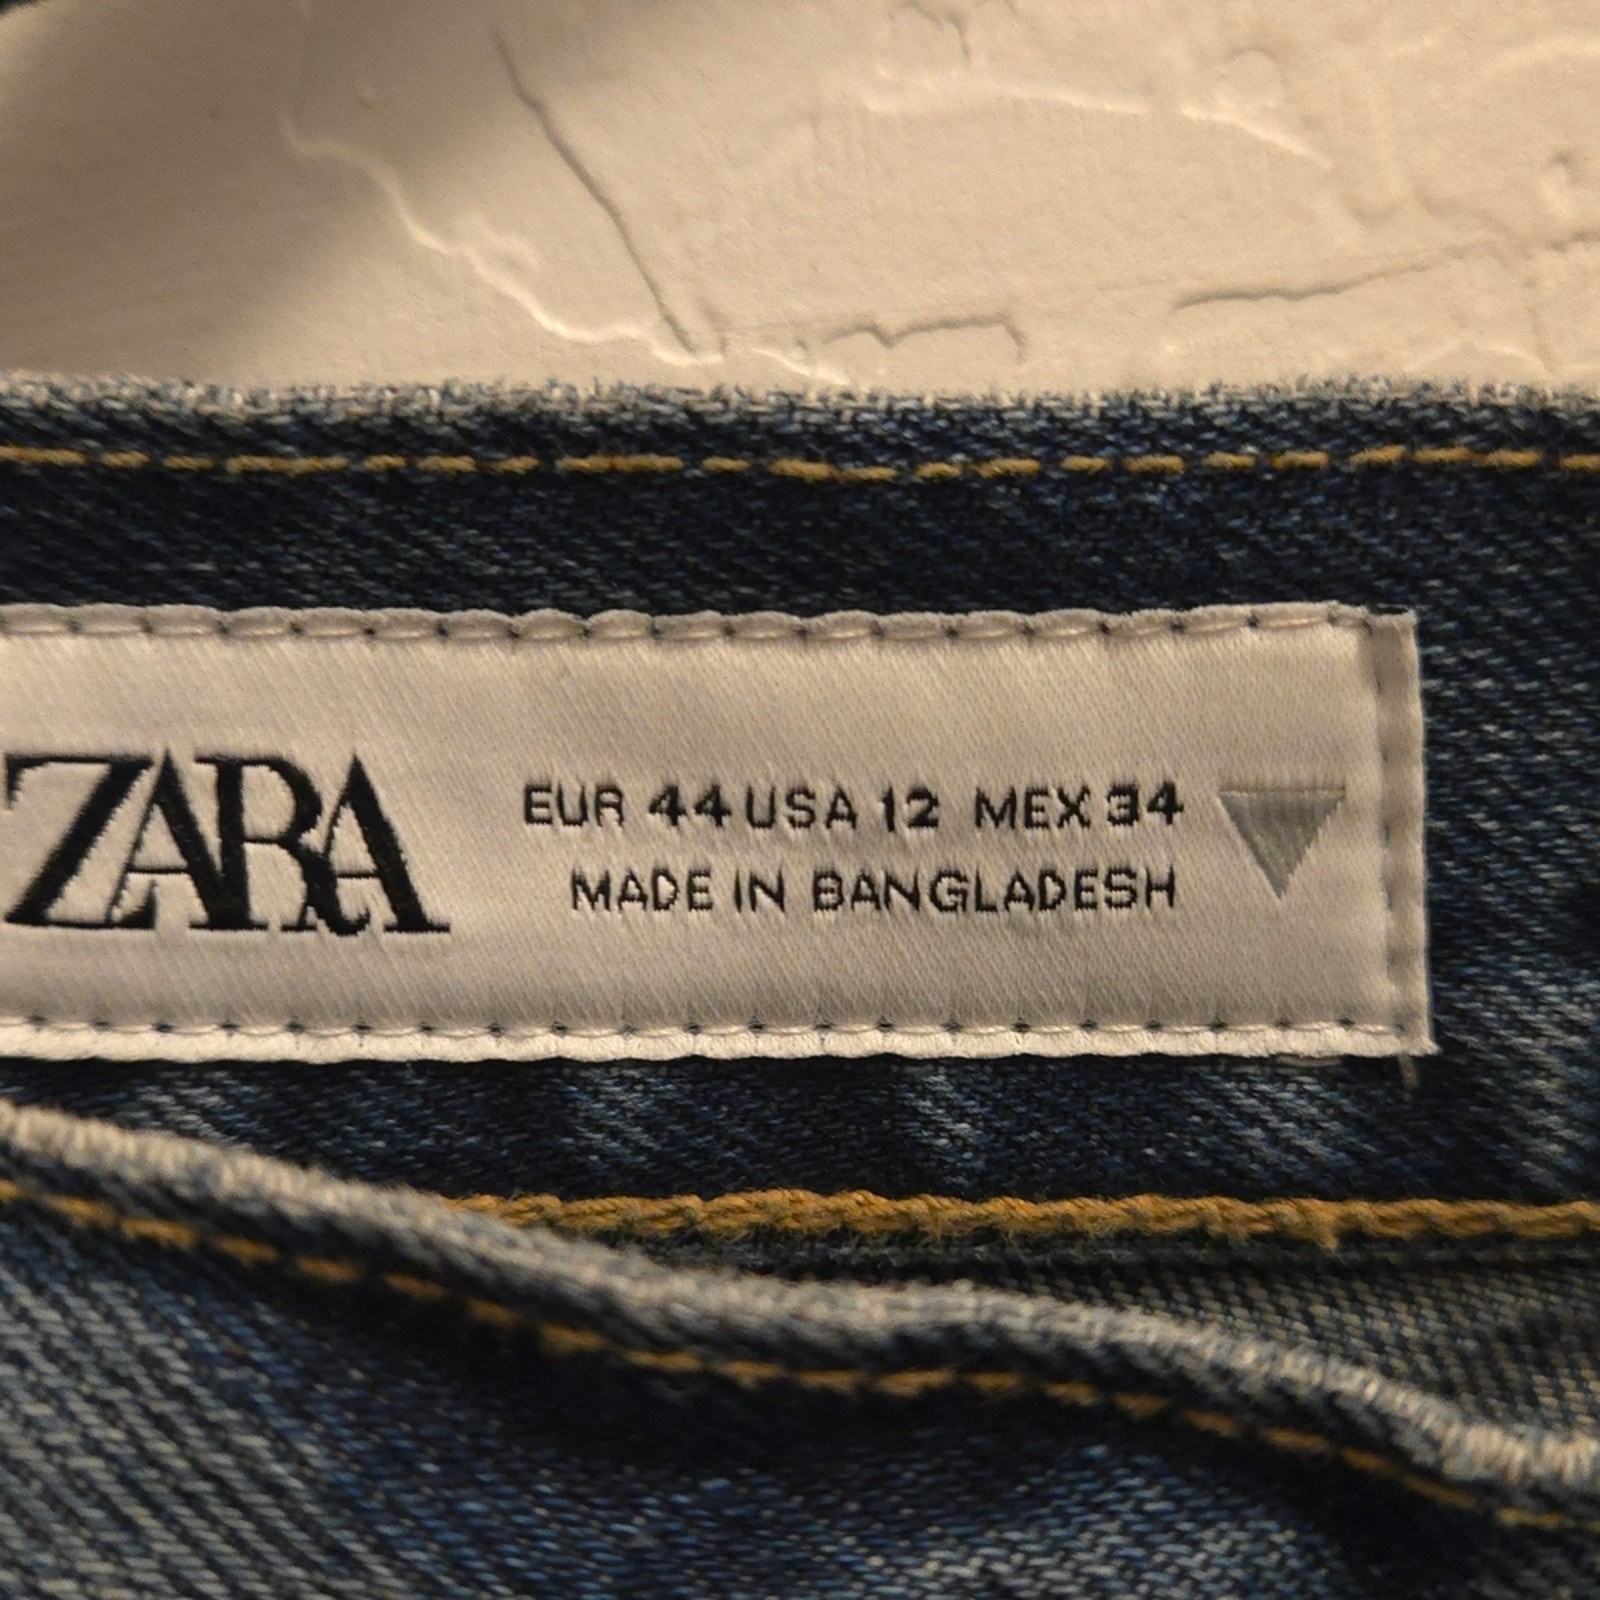 ZARA
EUR 44 USA 12 MEX 34
MADE IN BANGLADESH